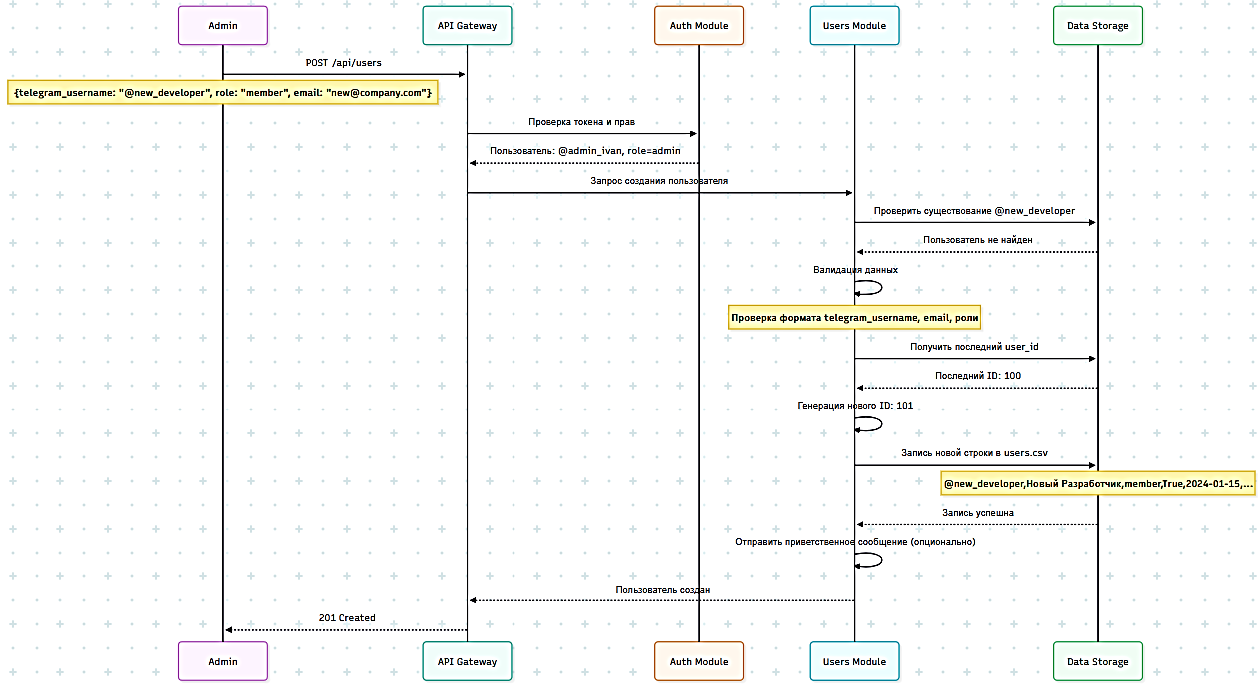 Admin
API Gateway
Auth Module
Users Module
Data Storage
POST /api/users
{telegram_username: "@new_developer", role: "member", email: "new@company.com"}
Проверка токена и прав
Пользователь: @admin_ivan, role=admin
Запрос создания пользователя
Проверить существование @new_developer
Пользователь не найден
Валидация данных
Проверка формата telegram_username, email, роли
Получить последний user_id
Последний ID: 100
Генерация нового ID: 101
Запись новой строки в users.csv
@new_developer,Новый Разработчик,member,True,2024-01-15,...
Запись успешна
Отправить приветственное сообщение (опционально)
Пользователь создан
201 Created
Admin
API Gateway
Auth Module
Users Module
Data Storage